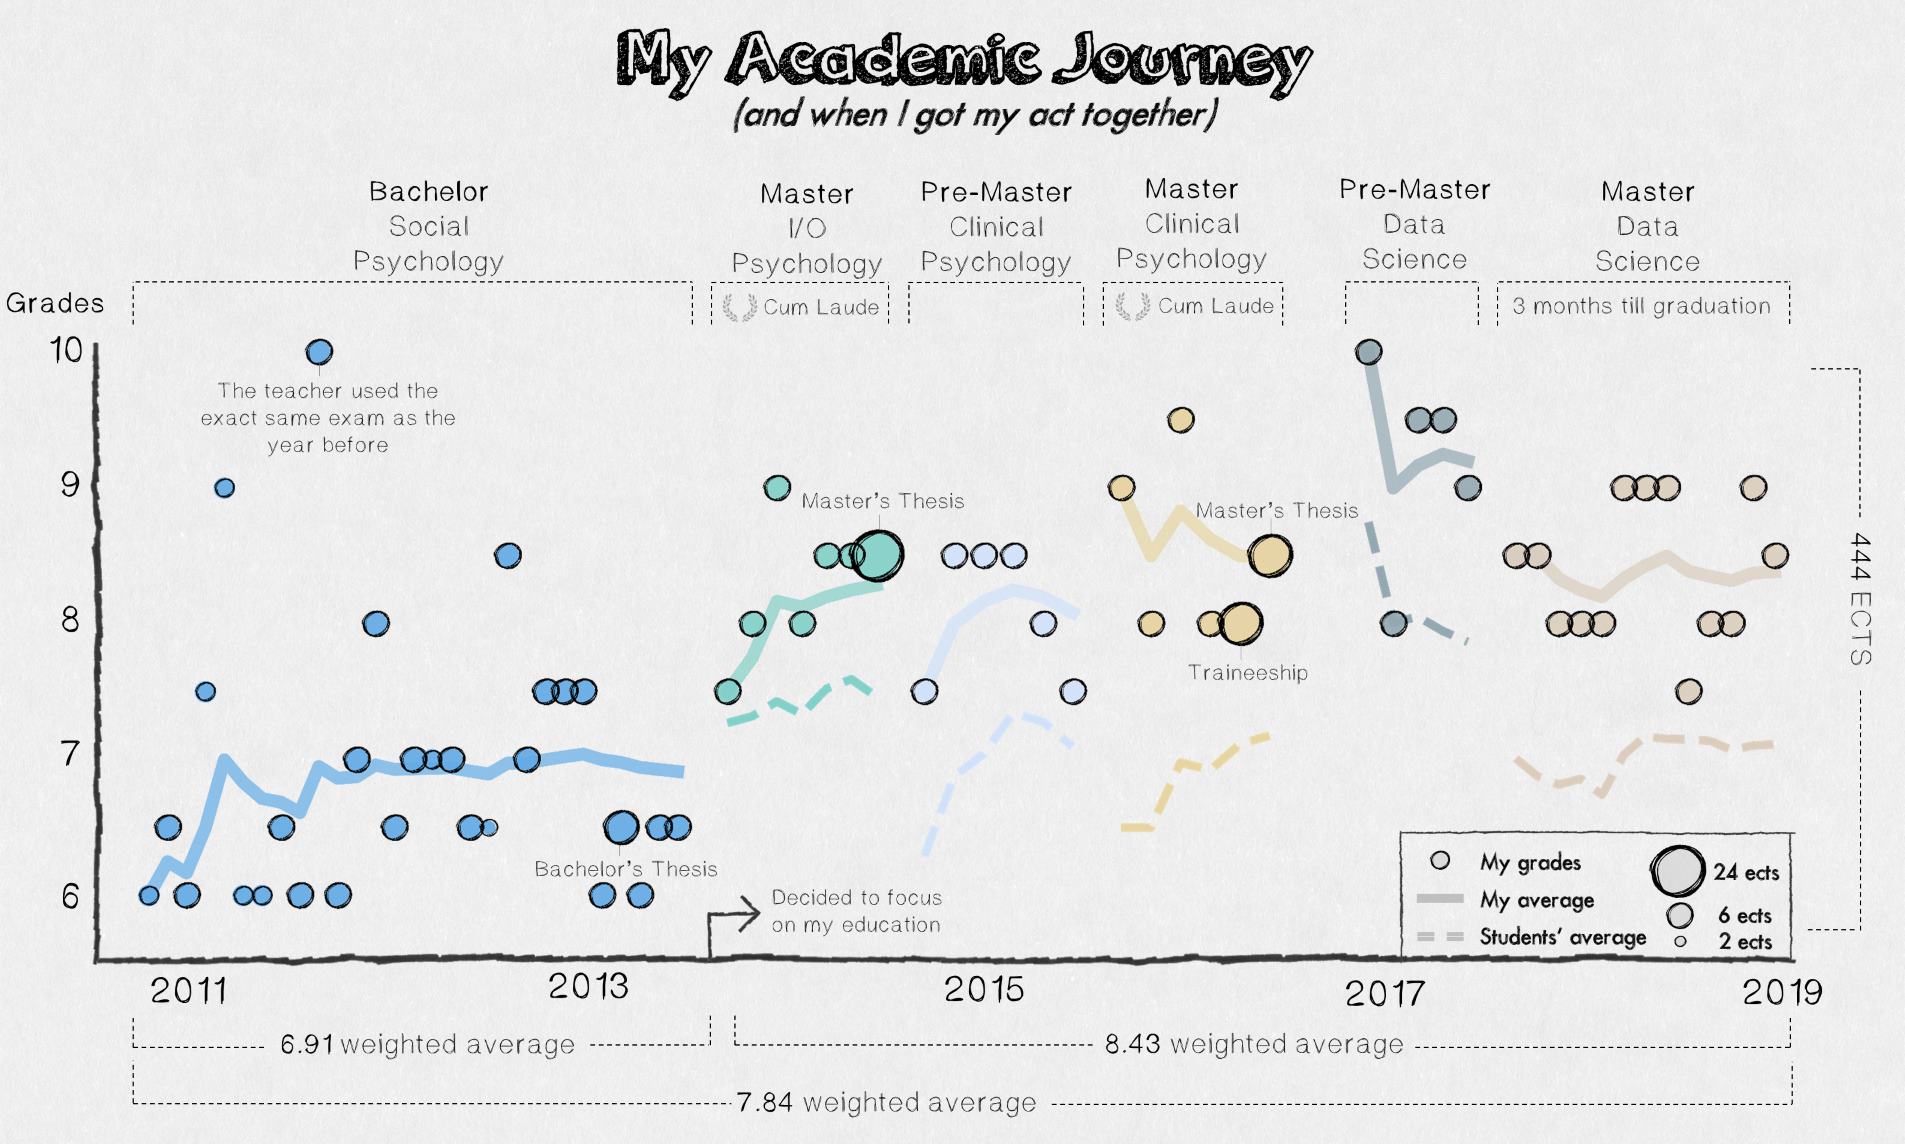 My Academic Journey
(and when I got my act together)
Bachelor
Social
Psychology
Master
I/O
Psychology
Pre-Master
Clinical
Psychology
Master
Clinical
Psychology
Pre-Master
Data
Science
Master
Data
Science
Cum Laude
Cum Laude
3 months till graduation
Grades
10
9
8
7
6
The teacher used the
exact same exam as the
year before
Master's Thesis
Master's Thesis
Traineeship
Bachelor's Thesis
Decided to focus
on my education
444 ECTS
My grades
My average
Students' average
24 ects
6 ects
2 ects
2011
2013
2015
2017
2019
6.91 weighted average
8.43 weighted average
7.84 weighted average